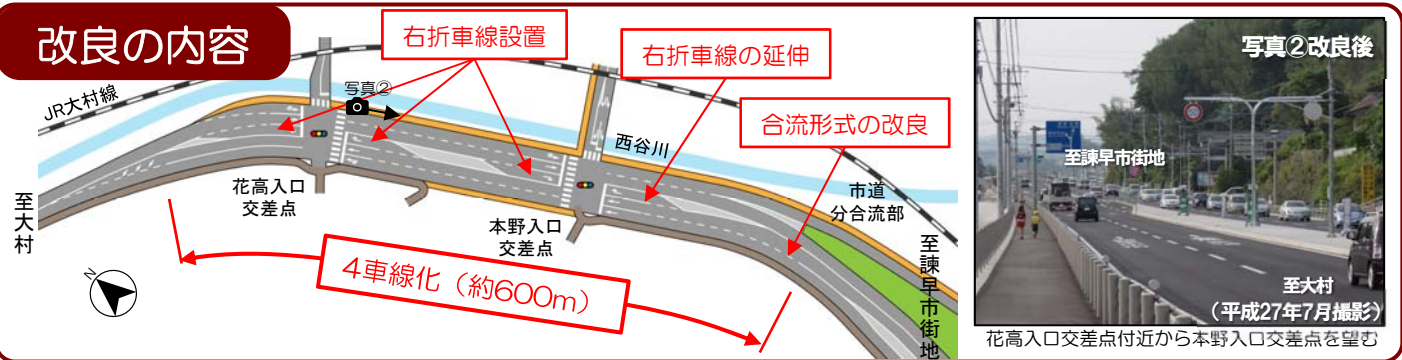 改良の内容
右折車線設置
右折車線の延伸
合流形式の改良
JR大村線
写真②
西谷川
花高入口
交差点
本野入口
交差点
市道
分合流部
至大村
至諫早市街地
4車線化（約600m）
N
写真②改良後
至諫早市街地
至大村
（平成27年7月撮影）
花高入口交差点付近から本野入口交差点を望む